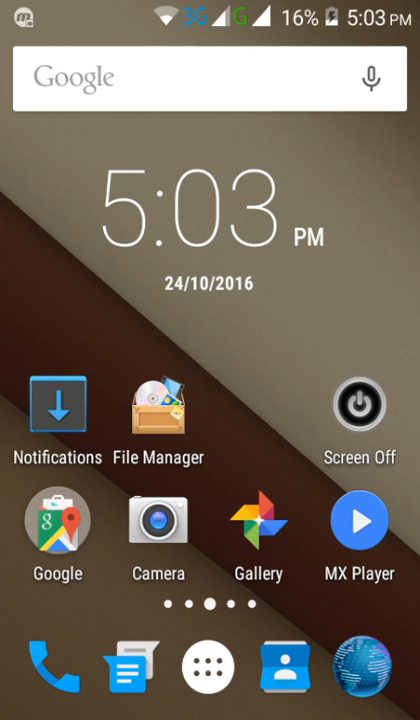 3G G 16% 5:03 PM
Google
5:03 PM
24/10/2016
Notifications File Manager Screen Off
Google Camera Gallery MX Player